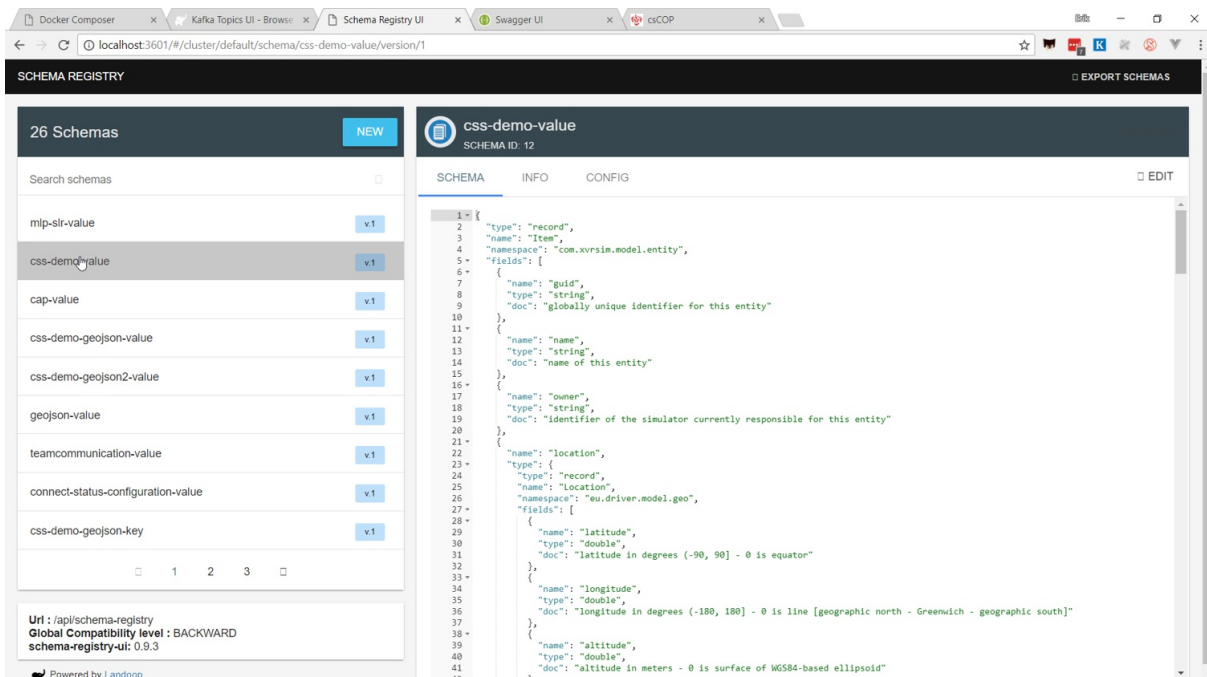 Docker Composer
Kafka Topics UI - Browse
Schema Registry UI
Swagger UI
csCOP
localhost:3601/#/cluster/default/schema/css-demo-value/version/1
SCHEMA REGISTRY
EXPORT SCHEMAS
26 Schemas
NEW
Search schemas
mlp-slr-value v.1
css-demo-value v.1
cap-value v.1
css-demo-geojson-value v.1
css-demo-geojson2-value v.1
geojson-value v.1
teamcommunication-value v.1
connect-status-configuration-value v.1
css-demo-geojson-key v.1
1 2 3
Url : /api/schema-registry
Global Compatibility level : BACKWARD
schema-registry-ui: 0.9.3
Powered by Landoop
css-demo-value
SCHEMA ID: 12
SCHEMA INFO CONFIG EDIT
1 {
2 "type": "record",
3 "name": "Item",
4 "namespace": "com.xvrsim.model.entity",
5 "fields": [
6 {
7 "name": "guid",
8 "type": "string",
9 "doc": "globally unique identifier for this entity"
10 },
11 {
12 "name": "name",
13 "type": "string",
14 "doc": "name of this entity"
15 },
16 {
17 "name": "owner",
18 "type": "string",
19 "doc": "identifier of the simulator currently responsible for this entity"
20 },
21 {
22 "name": "location",
23 "type": {
24 "type": "record",
25 "name": "Location",
26 "namespace": "eu.driver.model.geo",
27 "fields": [
28 {
29 "name": "latitude",
30 "type": "double",
31 "doc": "latitude in degrees (-90, 90] - 0 is equator"
32 },
33 {
34 "name": "longitude",
35 "type": "double",
36 "doc": "longitude in degrees (-180, 180] - 0 is line [geographic north - Greenwich - geographic south]"
37 },
38 {
39 "name": "altitude",
40 "type": "double",
41 "doc": "altitude in meters - 0 is surface of WGS84-based ellipsoid"